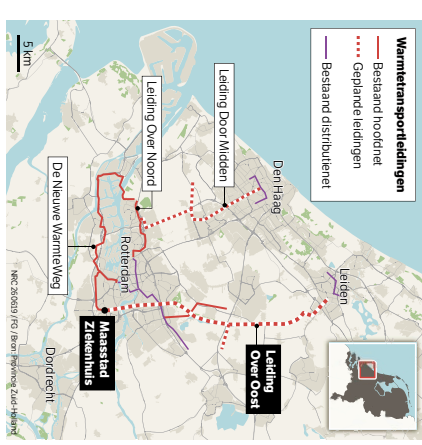 Warmtetransportleidingen
Bestaand hoofdnet
Geplande leidingen
Bestaand distributienet
5 km
Leiding Door Midden
Leiding Over Noord
De Nieuwe WarmteWeg
Den Haag
Leiden
Rotterdam
Leiding
Over Oost
Maasstad
Ziekenhuis
Dordrecht
NRC 260619 / FG / Bron: Provincie Zuid-Holland